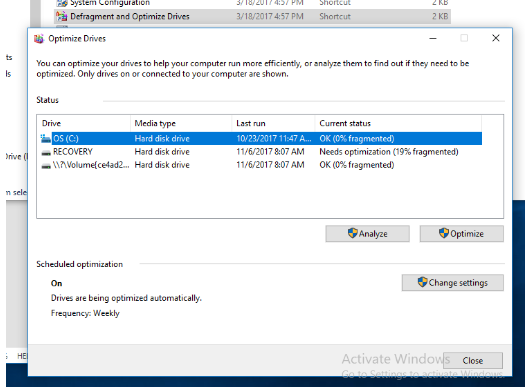 System Configuration 3/18/2017 4:57 PM Shortcut 2 KB
Defragment and Optimize Drives 3/18/2017 4:57 PM Shortcut 2 KB
Optimize Drives
You can optimize your drives to help your computer run more efficiently, or analyze them to find out if they need to be
optimized. Only drives on or connected to your computer are shown.
Status
Drive Media type Last run Current status
OS (C:) Hard disk drive 10/23/2017 11:47 A... OK (0% fragmented)
RECOVERY Hard disk drive 11/6/2017 8:07 AM Needs optimization (19% fragmented)
\\?\Volume{ce4ad2... Hard disk drive 11/6/2017 8:07 AM OK (0% fragmented)
Analyze Optimize
Scheduled optimization
On Change settings
Drives are being optimized automatically.
Frequency: Weekly
Activate Windows
Close
Go to Settings to activate Windows.